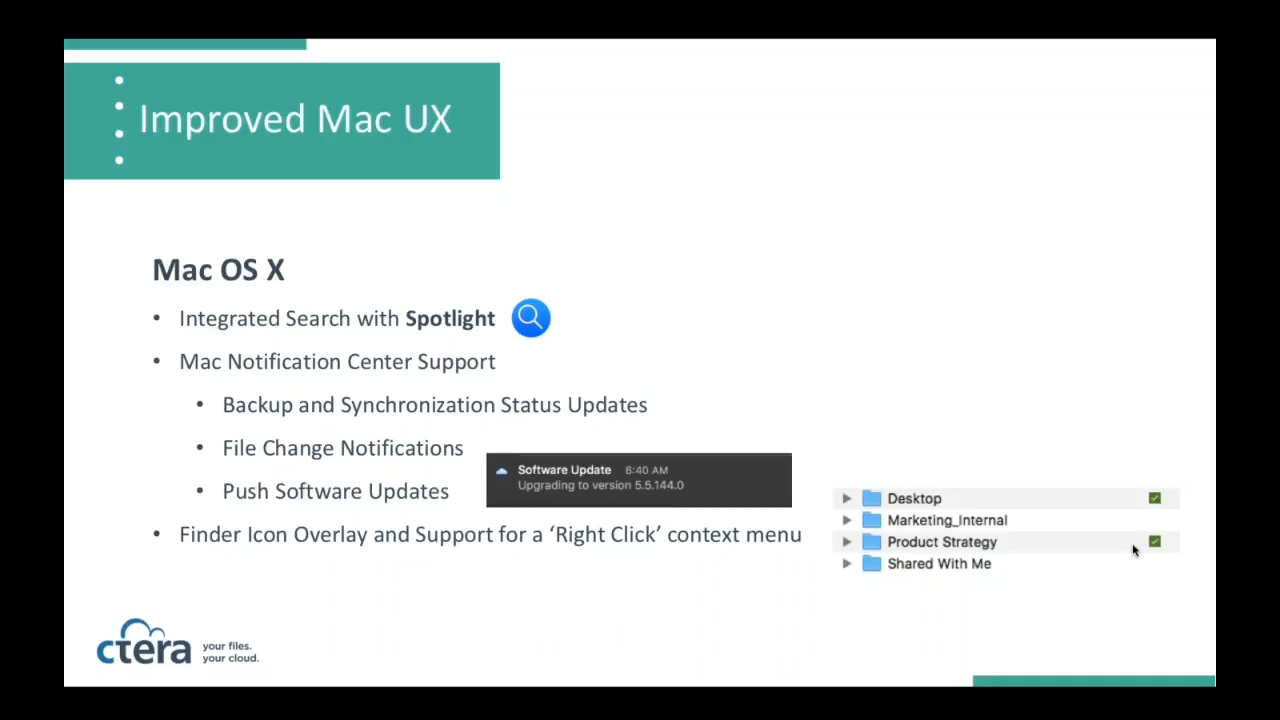 Improved Mac UX
Mac OS X
• Integrated Search with Spotlight
• Mac Notification Center Support
• Backup and Synchronization Status Updates
• File Change Notifications
• Push Software Updates
Software Update 6:40 AM
Upgrading to version 5.5.144.0
• Finder Icon Overlay and Support for a ‘Right Click’ context menu
Desktop
Marketing_Internal
Product Strategy
Shared With Me
ctera
your files.
your cloud.